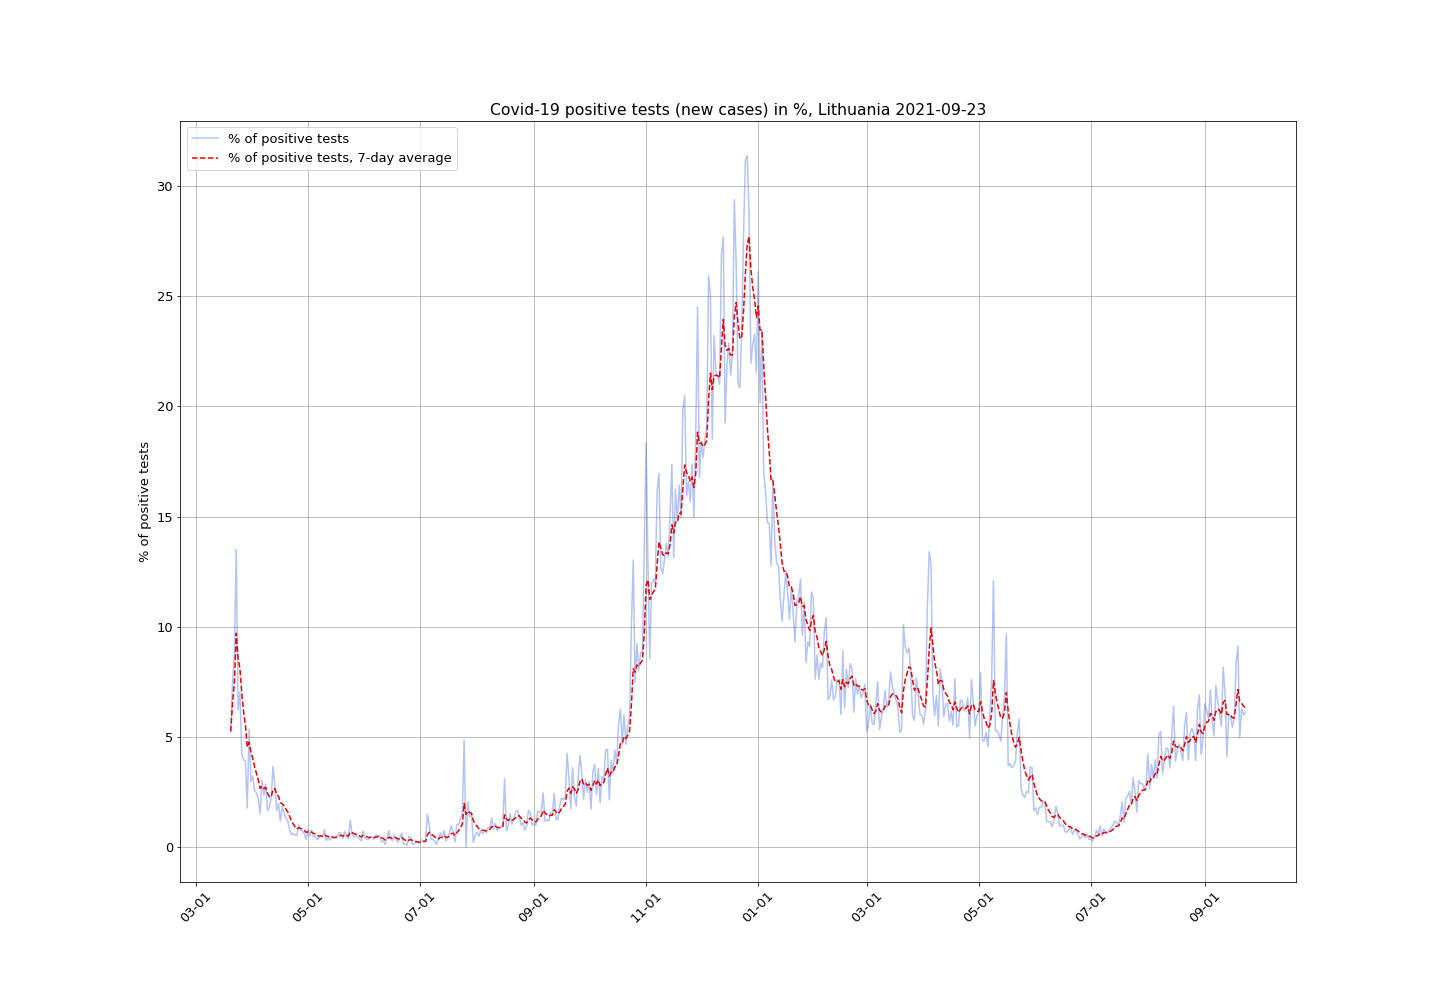 Covid-19 positive tests (new cases) in %, Lithuania 2021-09-23
% of positive tests
% of positive tests, 7-day average
30
25
20
15
10
5
0
% of positive tests
03-01 05-01 07-01 09-01 11-01 01-01 03-01 05-01 07-01 09-01